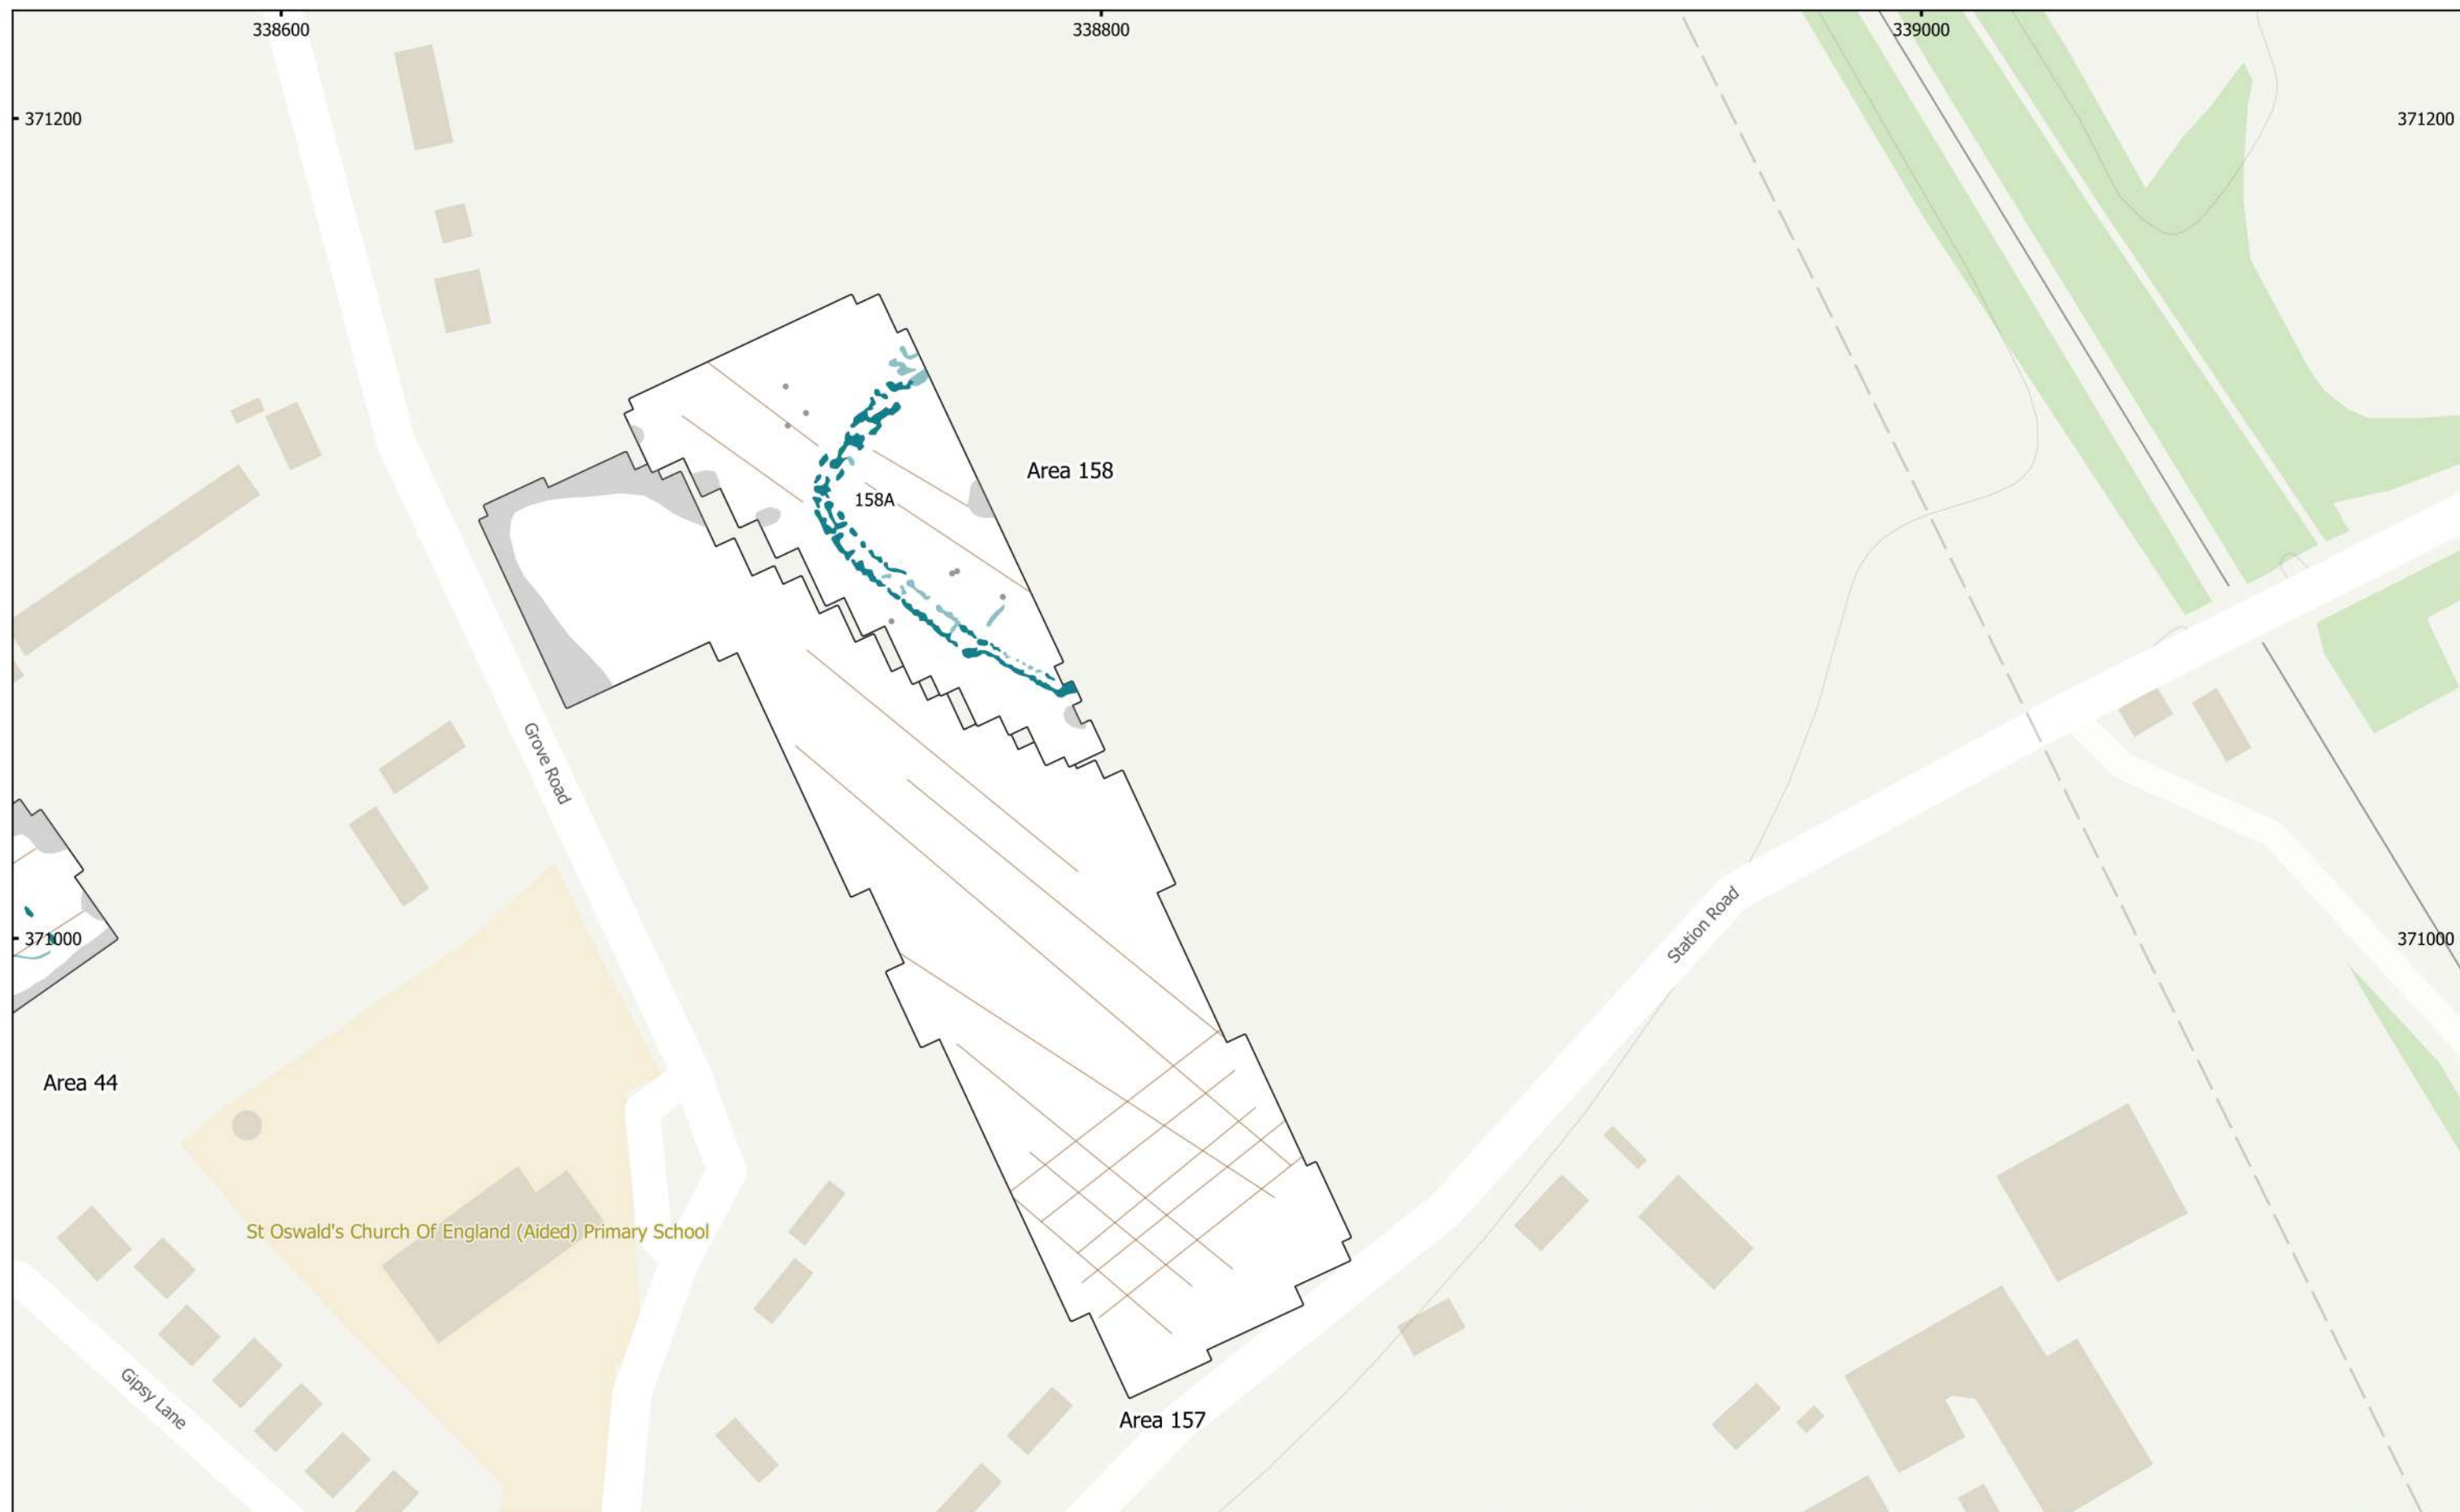 338600
338800
339000
371200
371200
Area 158
158A
Grove Road
Station Road
371000
371000
Area 44
St Oswald's Church Of England (Aided) Primary School
Gipsy Lane
Area 157